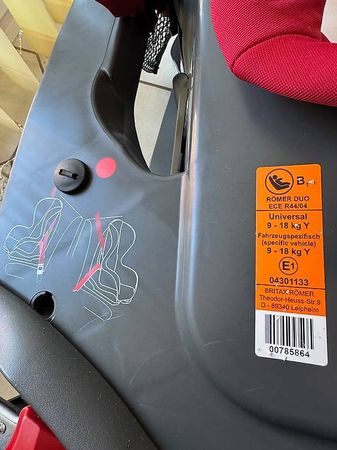 B₁
RÖMER DUO
ECE R44/04
Universal
9 - 18 kg Y
Fahrzeugspezifisch
(specific vehicle)
9 - 18 kg Y
E1
04301133
BRITAX-RÖMER
Theodor-Heuss-Str.9
D - 89340 Leipheim
00785864